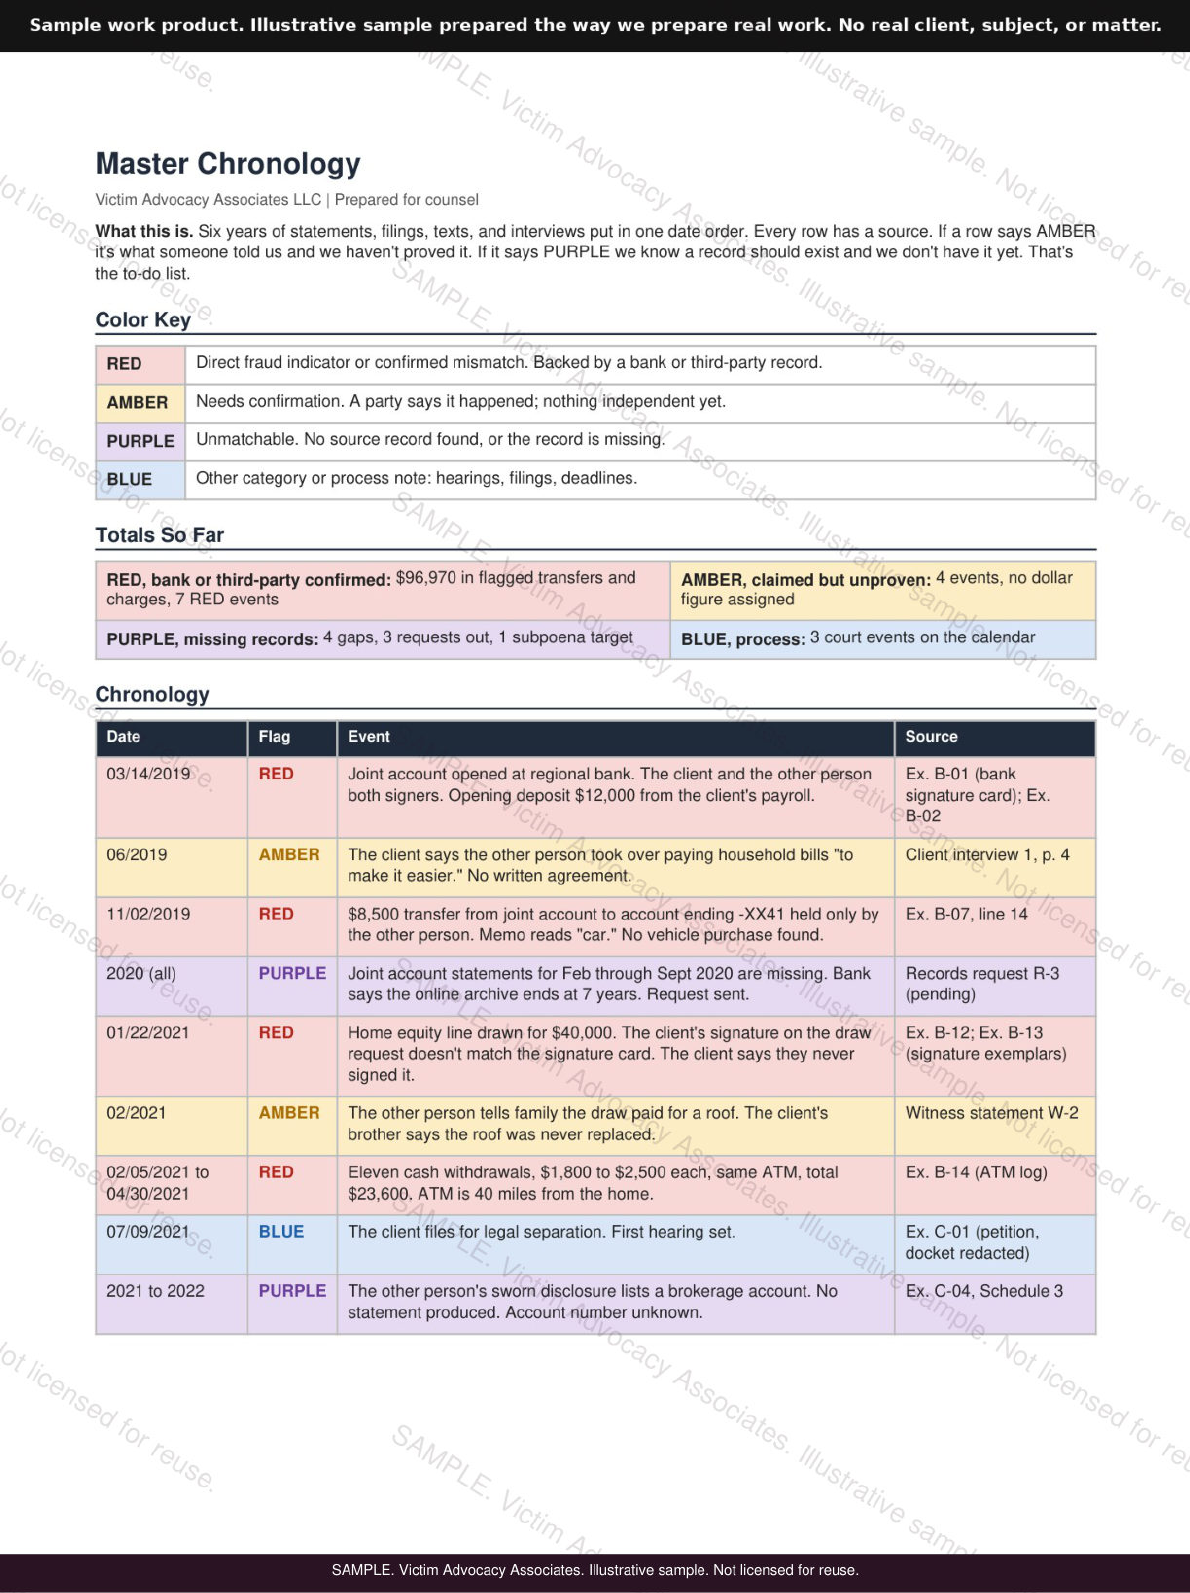 Sample work product. Illustrative sample prepared the way we prepare real work. No real client, subject, or matter.
Master Chronology
Victim Advocacy Associates LLC | Prepared for counsel
What this is. Six years of statements, filings, texts, and interviews put in one date order. Every row has a source. If a row says AMBER
it's what someone told us and we haven't proved it. If it says PURPLE we know a record should exist and we don't have it yet. That's
the to-do list.
Color Key
RED Direct fraud indicator or confirmed mismatch. Backed by a bank or third-party record.
AMBER Needs confirmation. A party says it happened; nothing independent yet.
PURPLE Unmatchable. No source record found, or the record is missing.
BLUE Other category or process note: hearings, filings, deadlines.
Totals So Far
RED, bank or third-party confirmed: $96,970 in flagged transfers and
charges, 7 RED events
AMBER, claimed but unproven: 4 events, no dollar
figure assigned
PURPLE, missing records: 4 gaps, 3 requests out, 1 subpoena target
BLUE, process: 3 court events on the calendar
Chronology
Date Flag Event Source
03/14/2019 RED Joint account opened at regional bank. The client and the other person
both signers. Opening deposit $12,000 from the client's payroll.
Ex. B-01 (bank
signature card); Ex.
B-02
06/2019 AMBER The client says the other person took over paying household bills "to
make it easier." No written agreement.
Client interview 1, p. 4
11/02/2019 RED $8,500 transfer from joint account to account ending -XX41 held only by
the other person. Memo reads "car." No vehicle purchase found.
Ex. B-07, line 14
2020 (all) PURPLE Joint account statements for Feb through Sept 2020 are missing. Bank
says the online archive ends at 7 years. Request sent.
Records request R-3
(pending)
01/22/2021 RED Home equity line drawn for $40,000. The client's signature on the draw
request doesn't match the signature card. The client says they never
signed it.
Ex. B-12; Ex. B-13
(signature exemplars)
02/2021 AMBER The other person tells family the draw paid for a roof. The client's
brother says the roof was never replaced.
Witness statement W-2
02/05/2021 to
04/30/2021
RED Eleven cash withdrawals, $1,800 to $2,500 each, same ATM, total
$23,600. ATM is 40 miles from the home.
Ex. B-14 (ATM log)
07/09/2021 BLUE The client files for legal separation. First hearing set.
Ex. C-01 (petition,
docket redacted)
2021 to 2022 PURPLE The other person's sworn disclosure lists a brokerage account. No
statement produced. Account number unknown.
Ex. C-04, Schedule 3
SAMPLE. Victim Advocacy Associates. Illustrative sample. Not licensed for reuse.